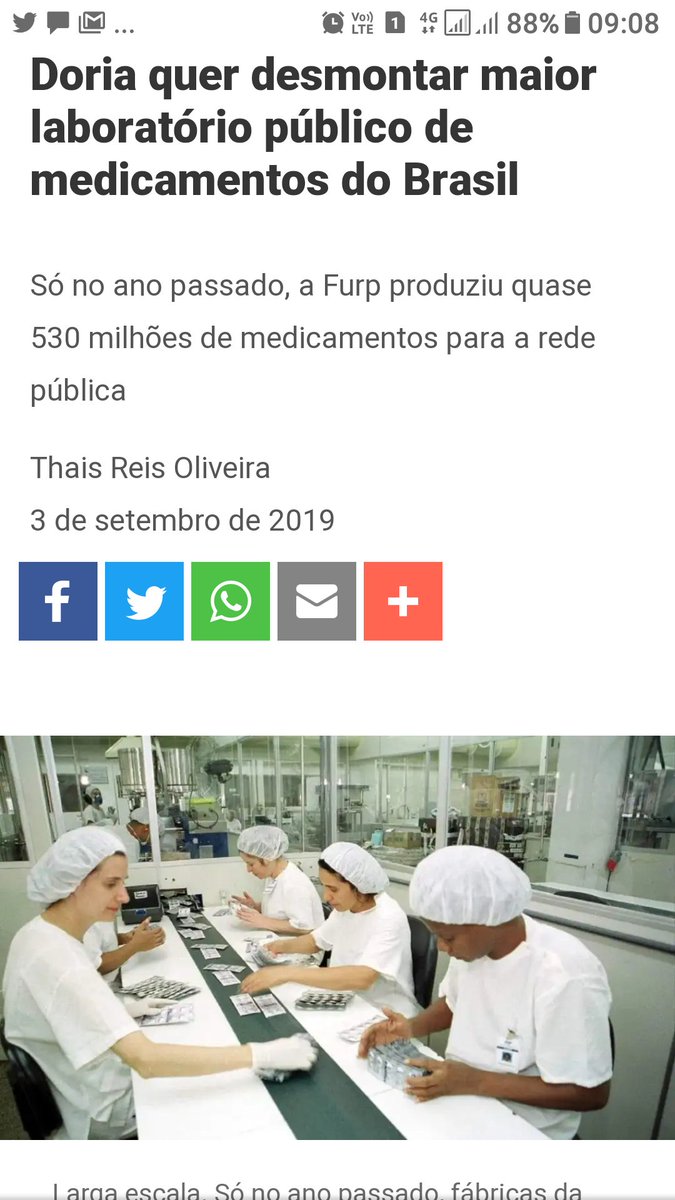 ... Vo)) LTE 1 4G 88% 09:08
Doria quer desmontar maior
laboratório público de
medicamentos do Brasil
Só no ano passado, a Furp produziu quase
530 milhões de medicamentos para a rede
pública
Thais Reis Oliveira
3 de setembro de 2019
Larga escala. Só no ano passado, fábricas da